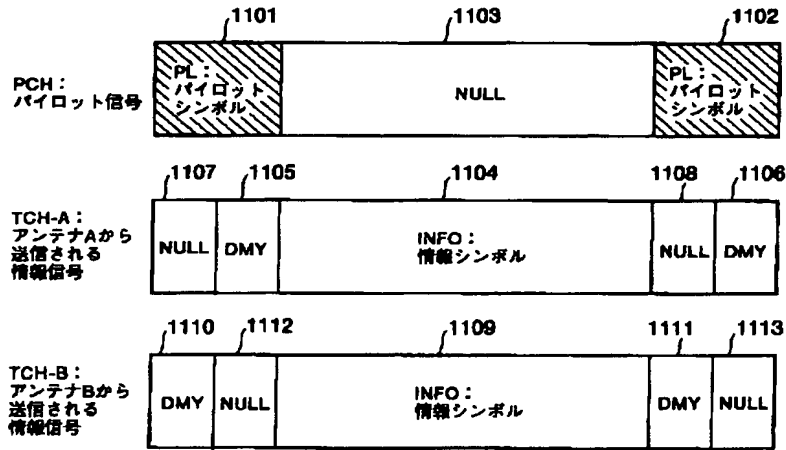 1101
1103
1102
PCH：
パイロット信号
PL：
パイロット
シンボル
NULL
PL：
パイロット
シンボル
1107
1105
1104
1108
1106
TCH-A：
アンテナAから
送信される
情報信号
NULL
DMY
INFO：
情報シンボル
NULL
DMY
1110
1112
1109
1111
1113
TCH-B：
アンテナBから
送信される
情報信号
DMY
NULL
INFO：
情報シンボル
DMY
NULL